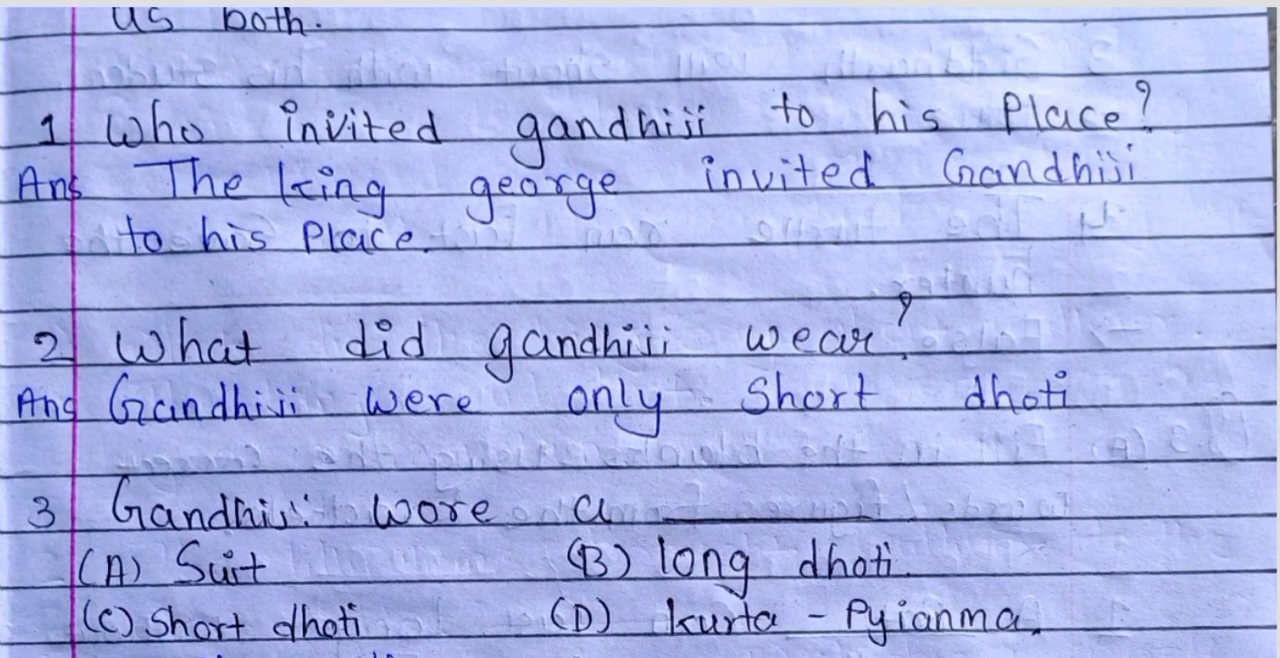 us both.
1 Who invited gandhiji to his Place?
Ans The king george invited Gandhiji
to his Place.
2 What did gandhiji wear?
Ans Gandhiji were only Short dhoti
3 Gandhiji wore a ______
(A) Suit (B) long dhoti.
(C) Short dhoti (D) kurta - Pyianma.